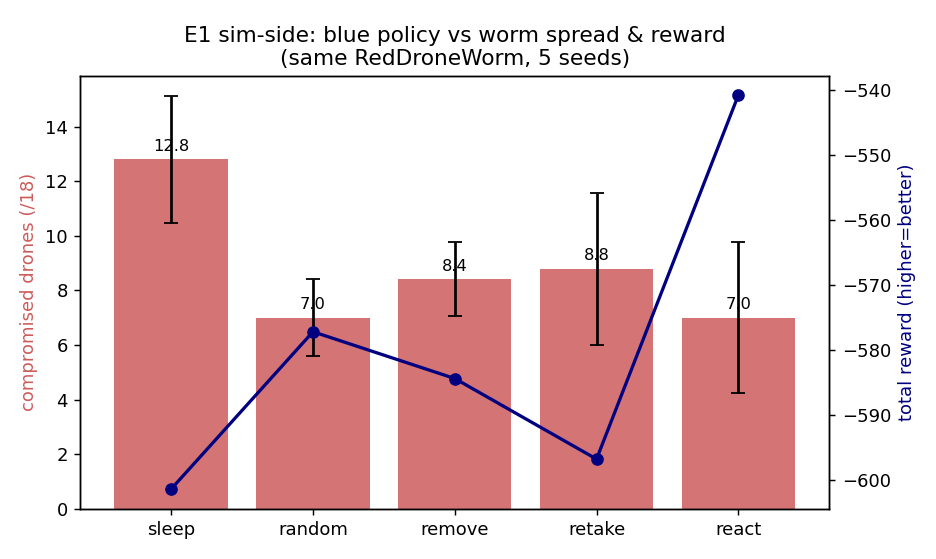 E1 sim-side: blue policy vs worm spread & reward
(same RedDroneWorm, 5 seeds)
compromised drones (/18)
14
12
10
8
6
4
2
0
12.8
7.0
8.4
8.8
7.0
sleep
random
remove
retake
react
−540
−550
−560
−570
−580
−590
−600
total reward (higher=better)